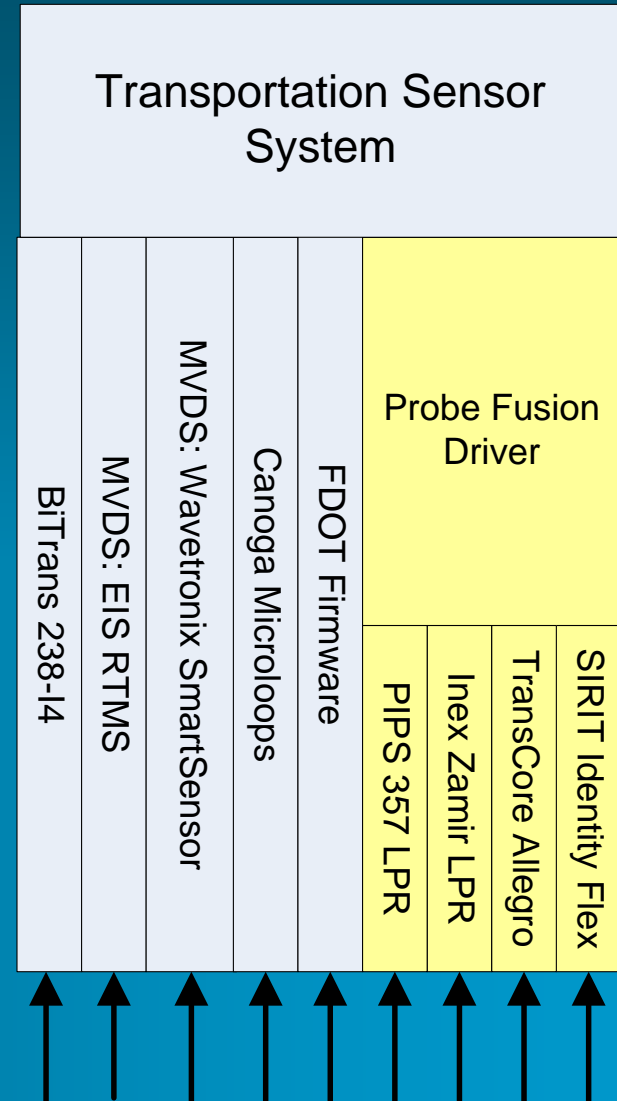 Transportation Sensor
System
BiTrans 238-I4
MVDS: EIS RTMS
MVDS: Wavetronix SmartSensor
Canoga Microloops
FDOT Firmware
Probe Fusion
Driver
PIPS 357 LPR
Inex Zamir LPR
TransCore Allegro
SIRIT Identity Flex